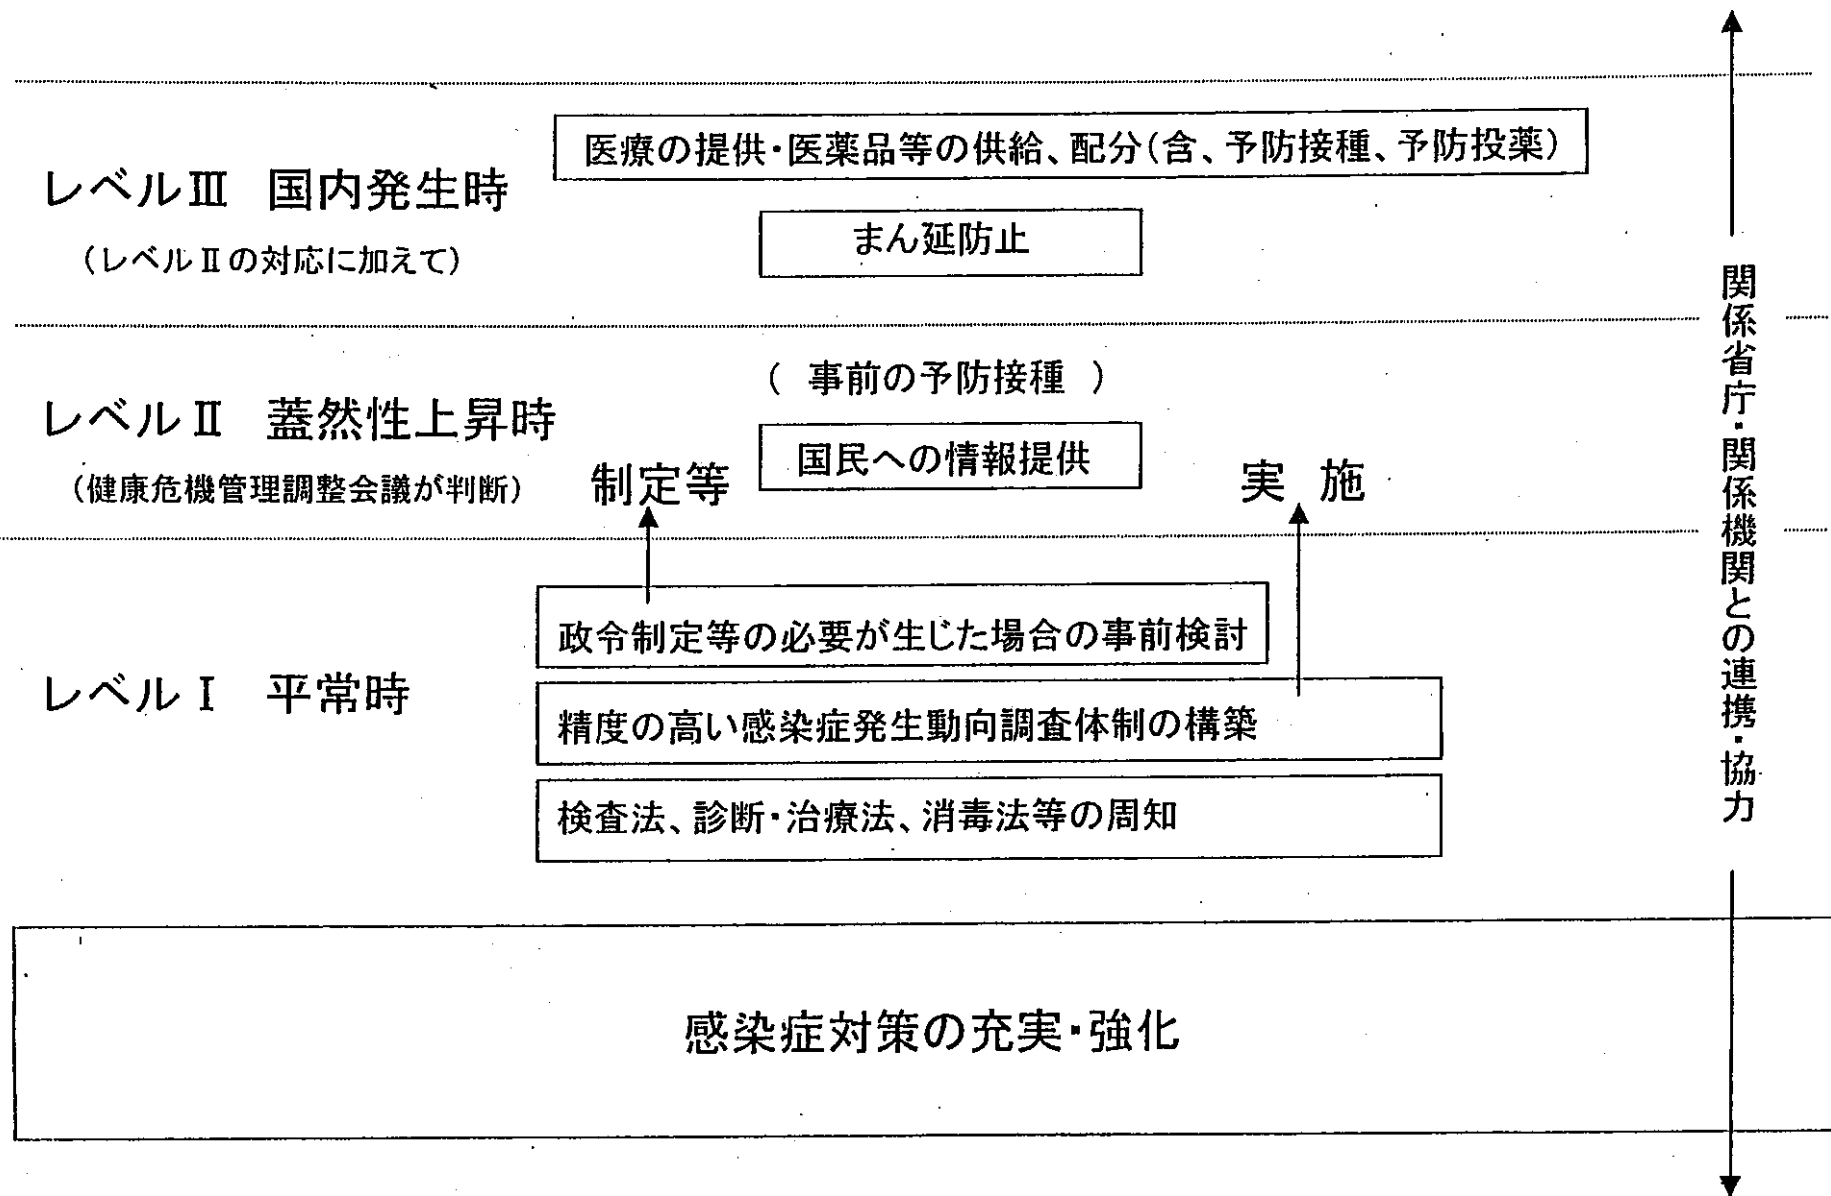 医療の提供・医薬品等の供給、配分(含、予防接種、予防投薬)
レベルⅢ 国内発生時
(レベルⅡの対応に加えて)
まん延防止
(事前の予防接種)
レベルⅡ 蓋然性上昇時
(健康危機管理調整会議が判断)
国民への情報提供
制定等
実施
政令制定等の必要が生じた場合の事前検討
レベルⅠ 平常時
精度の高い感染症発生動向調査体制の構築
検査法、診断・治療法、消毒法等の周知
感染症対策の充実・強化
関係省庁・関係機関との連携・協力